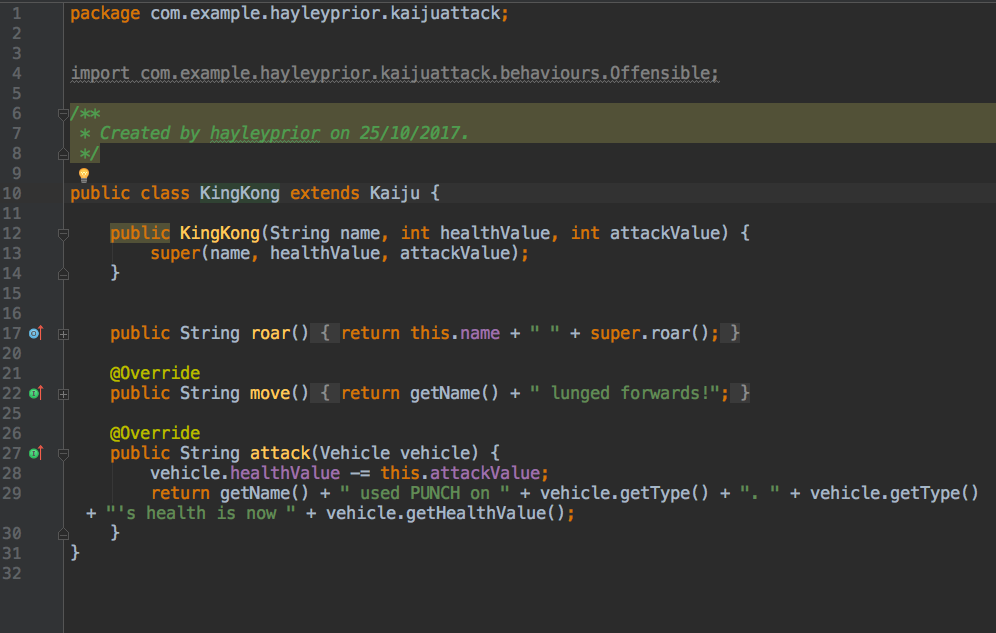 1 package com.example.hayleyprior.kaijuattack;
2
3
4 import com.example.hayleyprior.kaijuattack.behaviours.Offensible;
5
6 /**
7 * Created by hayleyprior on 25/10/2017.
8 */
9
10 public class KingKong extends Kaiju {
11
12 public KingKong(String name, int healthValue, int attackValue) {
13 super(name, healthValue, attackValue);
14 }
15
16
17 public String roar() { return this.name + " " + super.roar(); }
20
21 @Override
22 public String move() { return getName() + " lunged forwards!"; }
25
26 @Override
27 public String attack(Vehicle vehicle) {
28 vehicle.healthValue -= this.attackValue;
29 return getName() + " used PUNCH on " + vehicle.getType() + ". " + vehicle.getType()
+ "'s health is now " + vehicle.getHealthValue();
30 }
31 }
32